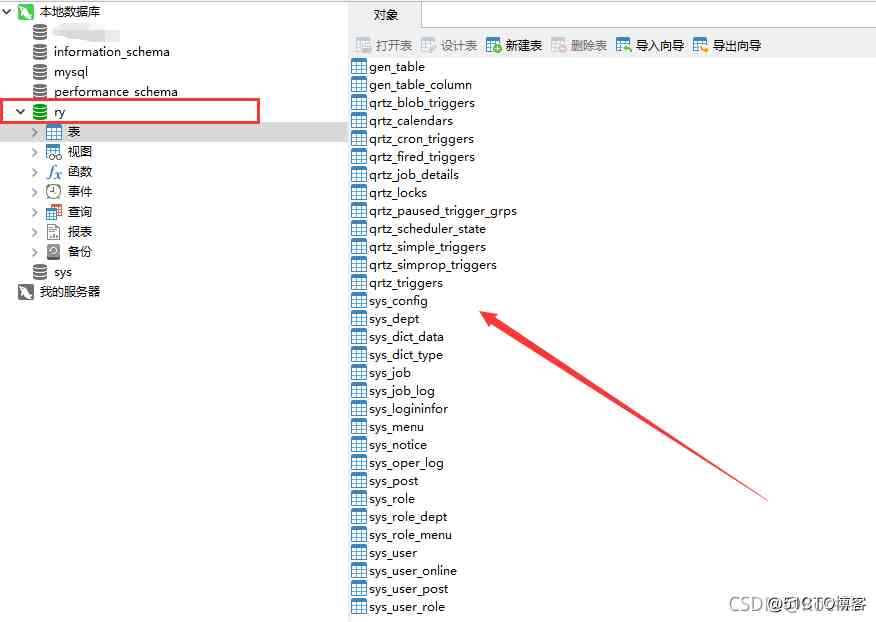 本地数据库
information_schema
mysql
performance_schema
ry
表
视图
函数
事件
查询
报表
备份
sys
我的服务器
对象
打开表 设计表 新建表 删除表 导入向导 导出向导
gen_table
gen_table_column
qrtz_blob_triggers
qrtz_calendars
qrtz_cron_triggers
qrtz_fired_triggers
qrtz_job_details
qrtz_locks
qrtz_paused_trigger_grps
qrtz_scheduler_state
qrtz_simple_triggers
qrtz_simprop_triggers
qrtz_triggers
sys_config
sys_dept
sys_dict_data
sys_dict_type
sys_job
sys_job_log
sys_logininfor
sys_menu
sys_notice
sys_oper_log
sys_post
sys_role
sys_role_dept
sys_role_menu
sys_user
sys_user_online
sys_user_post
sys_user_role
@51CTO博客